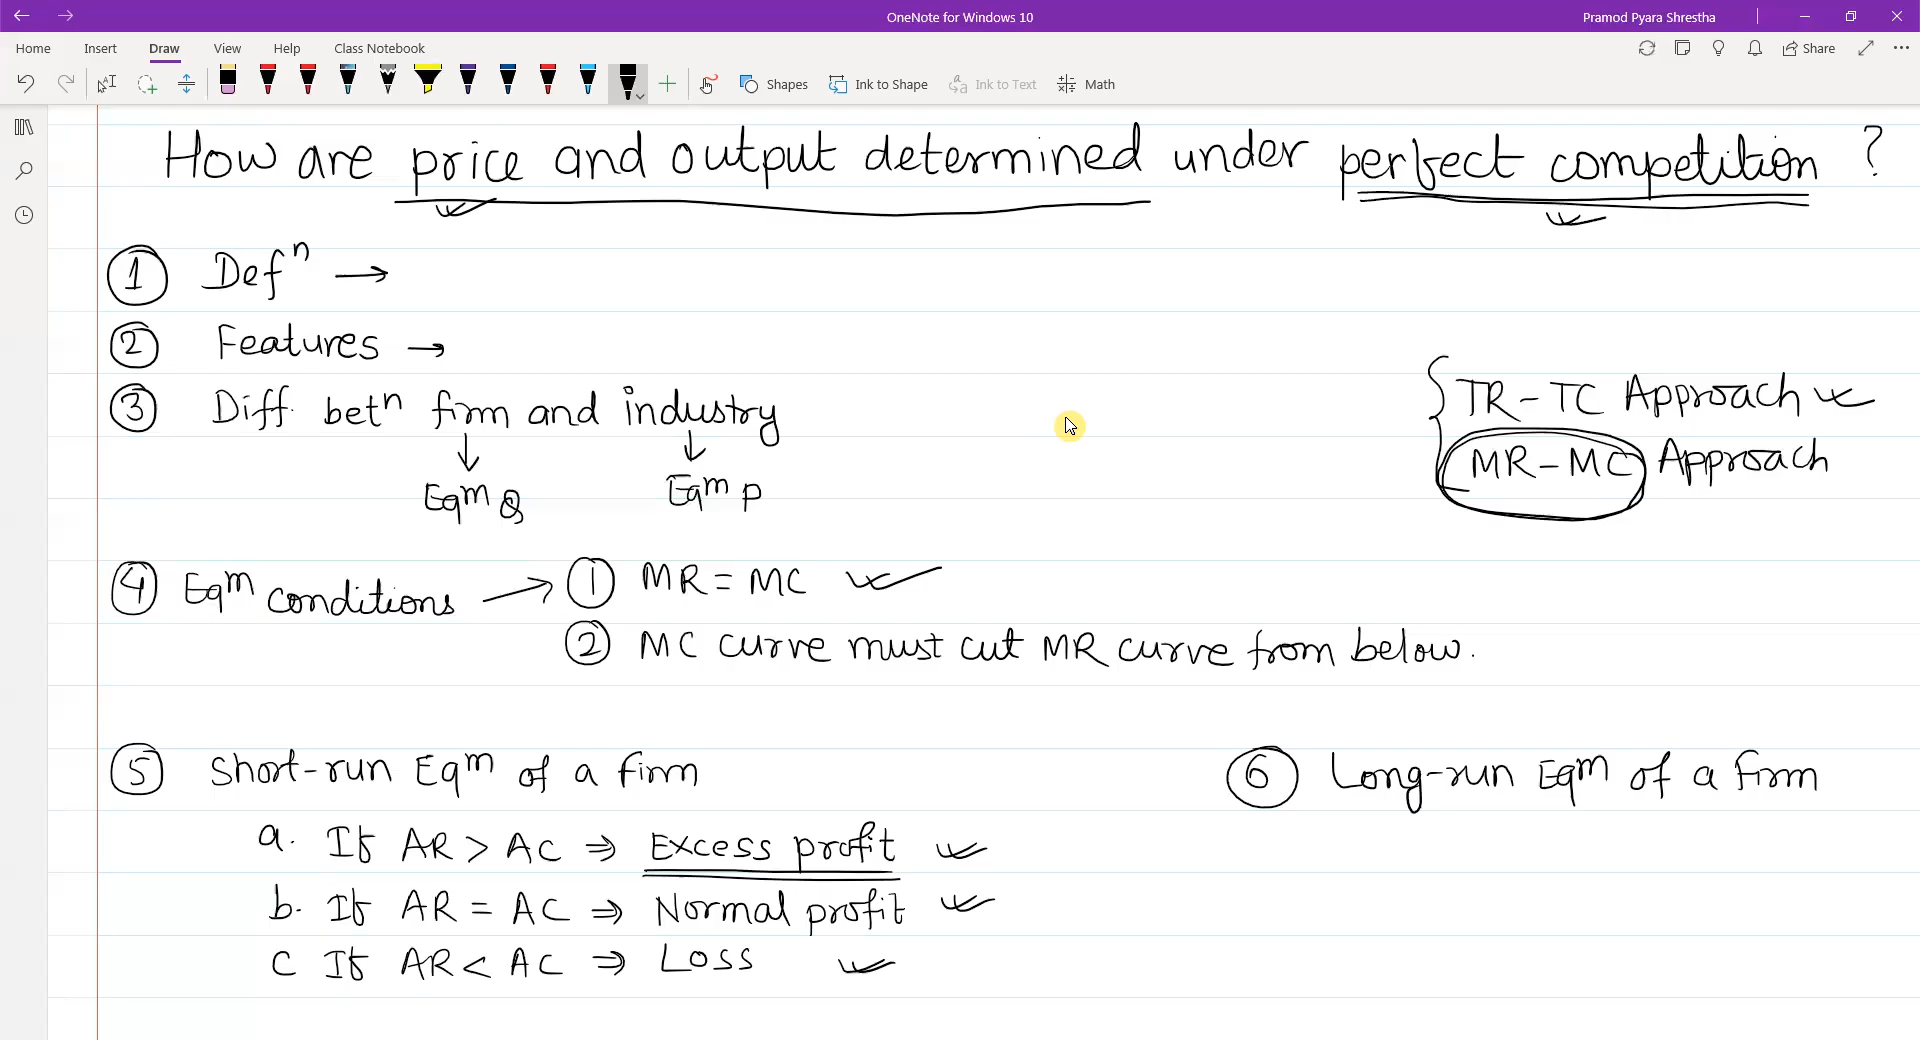 OneNote for Windows 10
Pramod Pyara Shrestha
Home Insert Draw View Help Class Notebook
Share
Shapes Ink to Shape Ink to Text Math
How are price and output determined under perfect competition ?
① Defⁿ →
② Features →
③ Diff. betⁿ firm and industry
↓ ↓
Eqᵐ Q Eqᵐ P
TR-TC Approach
MR-MC Approach
④ Eqᵐ conditions → ① MR = MC
② MC curve must cut MR curve from below.
⑤ Short-run Eqᵐ of a firm
a. If AR > AC ⇒ Excess profit
b. If AR = AC ⇒ Normal profit
c If AR < AC ⇒ Loss
⑥ Long-run Eqᵐ of a firm